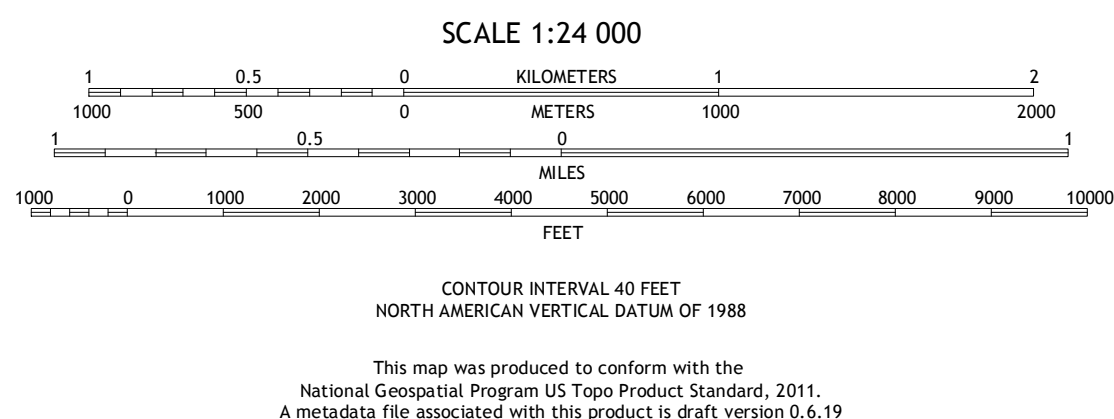 SCALE 1:24 000
1 0.5 0 KILOMETERS 1 2
1000 500 0 METERS 1000 2000
1 0.5 0 1
MILES
1000 0 1000 2000 3000 4000 5000 6000 7000 8000 9000 10000
FEET
CONTOUR INTERVAL 40 FEET
NORTH AMERICAN VERTICAL DATUM OF 1988
This map was produced to conform with the
National Geospatial Program US Topo Product Standard, 2011.
A metadata file associated with this product is draft version 0.6.19